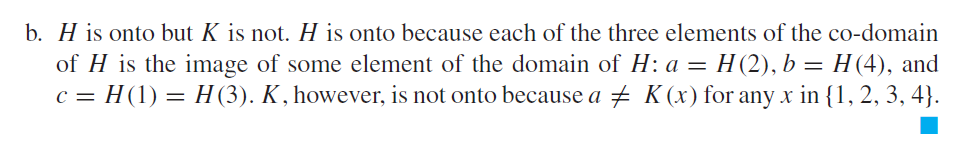 b. H is onto but K is not. H is onto because each of the three elements of the co-domain
of H is the image of some element of the domain of H: a = H(2), b = H(4), and
c = H(1) = H(3). K, however, is not onto because a ≠ K(x) for any x in {1, 2, 3, 4}.